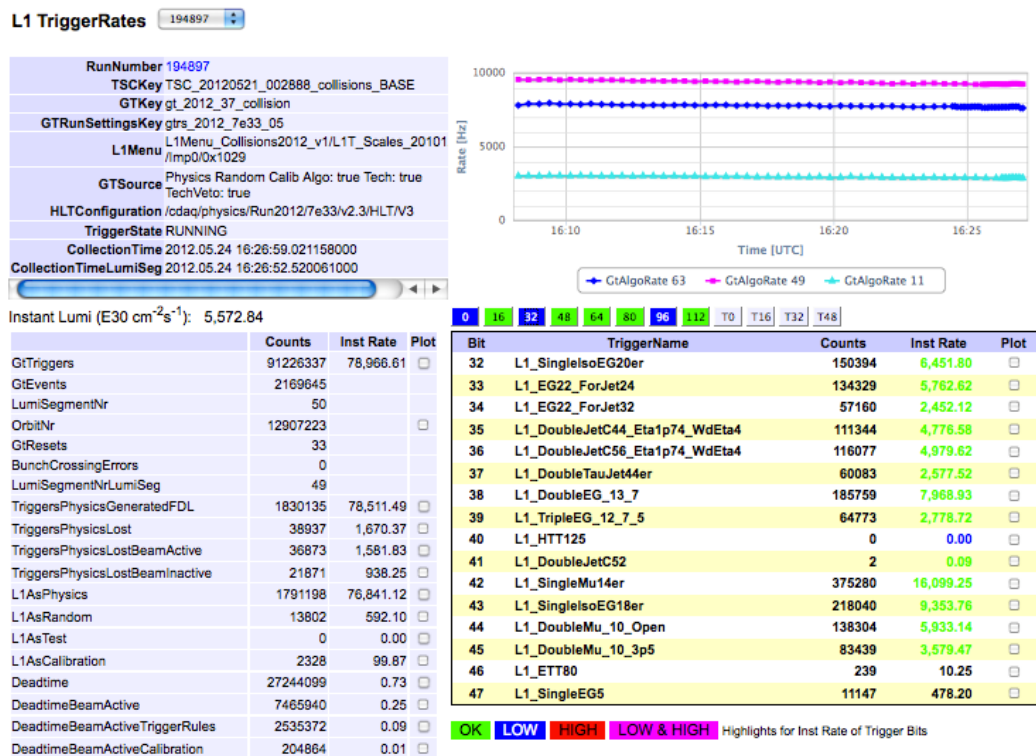 L1 TriggerRates 194897
RunNumber 194897
TSCKey TSC_20120521_002888_collisions_BASE
GTKey gt_2012_37_collision
GTRunSettingsKey gtrs_2012_7e33_05
L1Menu L1Menu_Collisions2012_v1/L1T_Scales_20101
/Imp0/0x1029
GTSource Physics Random Calib Algo: true Tech: true
TechVeto: true
HLTConfiguration /cdaq/physics/Run2012/7e33/v2.3/HLT/V3
TriggerState RUNNING
CollectionTime 2012.05.24 16:26:59.021158000
CollectionTimeLumiSeg 2012.05.24 16:26:52.520061000
10000
5000
0
Rate [Hz]
16:10 16:15 16:20 16:25
Time [UTC]
GtAlgoRate 63 GtAlgoRate 49 GtAlgoRate 11
Instant Lumi (E30 cm-2s-1): 5,572.84
Counts Inst Rate Plot
GtTriggers 91226337 78,966.61
GtEvents 2169645
LumiSegmentNr 50
OrbitNr 12907223
GtResets 33
BunchCrossingErrors 0
LumiSegmentNrLumiSeg 49
TriggersPhysicsGeneratedFDL 1830135 78,511.49
TriggersPhysicsLost 38937 1,670.37
TriggersPhysicsLostBeamActive 36873 1,581.83
TriggersPhysicsLostBeamInactive 21871 938.25
L1AsPhysics 1791198 76,841.12
L1AsRandom 13802 592.10
L1AsTest 0 0.00
L1AsCalibration 2328 99.87
Deadtime 27244099 0.73
DeadtimeBeamActive 7465940 0.25
DeadtimeBeamActiveTriggerRules 2535372 0.09
DeadtimeBeamActiveCalibration 204864 0.01
0 16 32 48 64 80 96 112 T0 T16 T32 T48
Bit TriggerName Counts Inst Rate Plot
32 L1_SingleIsoEG20er 150394 6,451.80
33 L1_EG22_ForJet24 134329 5,762.62
34 L1_EG22_ForJet32 57160 2,452.12
35 L1_DoubleJetC44_Eta1p74_WdEta4 111344 4,776.58
36 L1_DoubleJetC56_Eta1p74_WdEta4 116077 4,979.62
37 L1_DoubleTauJet44er 60083 2,577.52
38 L1_DoubleEG_13_7 185759 7,968.93
39 L1_TripleEG_12_7_5 64773 2,778.72
40 L1_HTT125 0 0.00
41 L1_DoubleJetC52 2 0.09
42 L1_SingleMu14er 375280 16,099.25
43 L1_SingleIsoEG18er 218040 9,353.76
44 L1_DoubleMu_10_Open 138304 5,933.14
45 L1_DoubleMu_10_3p5 83439 3,579.47
46 L1_ETT80 239 10.25
47 L1_SingleEG5 11147 478.20
OK LOW HIGH LOW & HIGH Highlights for Inst Rate of Trigger Bits